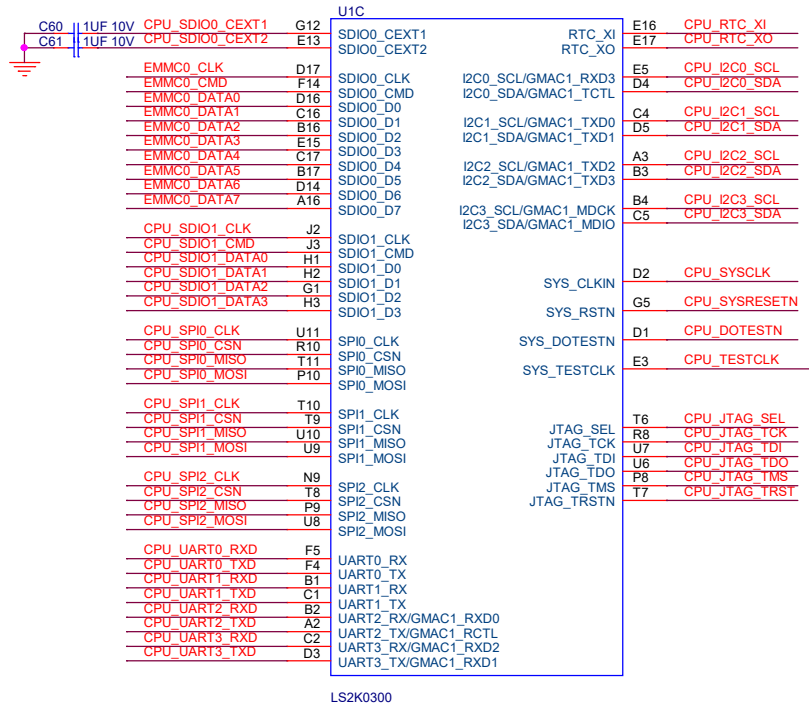 U1C
C60 1UF 10V CPU_SDIO0_CEXT1 G12 SDIO0_CEXT1
C61 1UF 10V CPU_SDIO0_CEXT2 E13 SDIO0_CEXT2
EMMC0_CLK D17 SDIO0_CLK
EMMC0_CMD F14 SDIO0_CMD
EMMC0_DATA0 D16 SDIO0_D0
EMMC0_DATA1 C16 SDIO0_D1
EMMC0_DATA2 B16 SDIO0_D2
EMMC0_DATA3 E15 SDIO0_D3
EMMC0_DATA4 C17 SDIO0_D4
EMMC0_DATA5 B17 SDIO0_D5
EMMC0_DATA6 D14 SDIO0_D6
EMMC0_DATA7 A16 SDIO0_D7
CPU_SDIO1_CLK J2 SDIO1_CLK
CPU_SDIO1_CMD J3 SDIO1_CMD
CPU_SDIO1_DATA0 H1 SDIO1_D0
CPU_SDIO1_DATA1 H2 SDIO1_D1
CPU_SDIO1_DATA2 G1 SDIO1_D2
CPU_SDIO1_DATA3 H3 SDIO1_D3
CPU_SPI0_CLK U11 SPI0_CLK
CPU_SPI0_CSN R10 SPI0_CSN
CPU_SPI0_MISO T11 SPI0_MISO
CPU_SPI0_MOSI P10 SPI0_MOSI
CPU_SPI1_CLK T10 SPI1_CLK
CPU_SPI1_CSN T9 SPI1_CSN
CPU_SPI1_MISO U10 SPI1_MISO
CPU_SPI1_MOSI U9 SPI1_MOSI
CPU_SPI2_CLK N9 SPI2_CLK
CPU_SPI2_CSN T8 SPI2_CSN
CPU_SPI2_MISO P9 SPI2_MISO
CPU_SPI2_MOSI U8 SPI2_MOSI
CPU_UART0_RXD F5 UART0_RX
CPU_UART0_TXD F4 UART0_TX
CPU_UART1_RXD B1 UART1_RX
CPU_UART1_TXD C1 UART1_TX
CPU_UART2_RXD B2 UART2_RX/GMAC1_RXD0
CPU_UART2_TXD A2 UART2_TX/GMAC1_RCTL
CPU_UART3_RXD C2 UART3_RX/GMAC1_RXD2
CPU_UART3_TXD D3 UART3_TX/GMAC1_RXD1
RTC_XI E16 CPU_RTC_XI
RTC_XO E17 CPU_RTC_XO
I2C0_SCL/GMAC1_RXD3 E5 CPU_I2C0_SCL
I2C0_SDA/GMAC1_TCTL D4 CPU_I2C0_SDA
I2C1_SCL/GMAC1_TXD0 C4 CPU_I2C1_SCL
I2C1_SDA/GMAC1_TXD1 D5 CPU_I2C1_SDA
I2C2_SCL/GMAC1_TXD2 A3 CPU_I2C2_SCL
I2C2_SDA/GMAC1_TXD3 B3 CPU_I2C2_SDA
I2C3_SCL/GMAC1_MDCK B4 CPU_I2C3_SCL
I2C3_SDA/GMAC1_MDIO C5 CPU_I2C3_SDA
SYS_CLKIN D2 CPU_SYSCLK
SYS_RSTN G5 CPU_SYSRESETN
SYS_DOTESTN D1 CPU_DOTESTN
SYS_TESTCLK E3 CPU_TESTCLK
JTAG_SEL T6 CPU_JTAG_SEL
JTAG_TCK R8 CPU_JTAG_TCK
JTAG_TDI U7 CPU_JTAG_TDI
JTAG_TDO U6 CPU_JTAG_TDO
JTAG_TMS P8 CPU_JTAG_TMS
JTAG_TRSTN T7 CPU_JTAG_TRST
LS2K0300